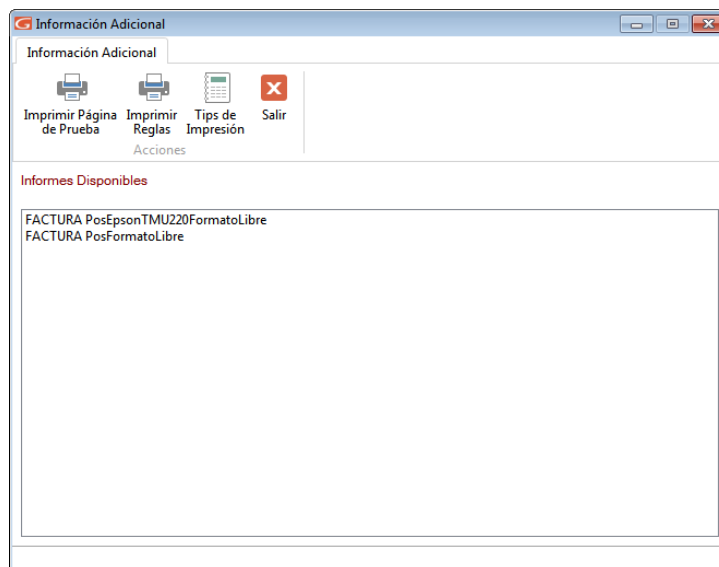 Información Adicional
Información Adicional
Imprimir Página
de Prueba
Imprimir
Reglas
Tips de
Impresión
Salir
Acciones
Informes Disponibles
FACTURA PosEpsonTMU220FormatoLibre
FACTURA PosFormatoLibre